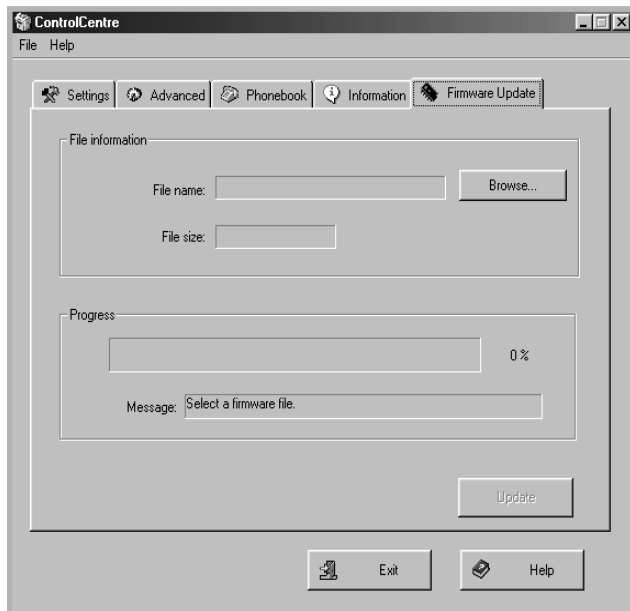 ControlCentre
File Help
Settings Advanced Phonebook Information Firmware Update
File information
File name: Browse...
File size:
Progress
0 %
Message: Select a firmware file.
Update
Exit Help